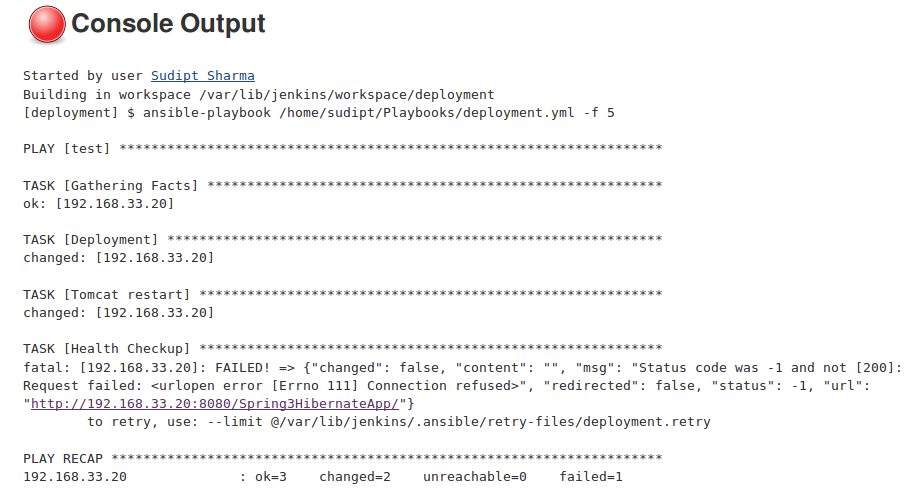 Console Output
Started by user Sudipt Sharma
Building in workspace /var/lib/jenkins/workspace/deployment
[deployment] $ ansible-playbook /home/sudipt/Playbooks/deployment.yml -f 5
PLAY [test] ********************************************************************
TASK [Gathering Facts] *********************************************************
ok: [192.168.33.20]
TASK [Deployment] **************************************************************
changed: [192.168.33.20]
TASK [Tomcat restart] **********************************************************
changed: [192.168.33.20]
TASK [Health Checkup] **********************************************************
fatal: [192.168.33.20]: FAILED! => {"changed": false, "content": "", "msg": "Status code was -1 and not [200]:
Request failed: <urlopen error [Errno 111] Connection refused>", "redirected": false, "status": -1, "url":
"http://192.168.33.20:8080/Spring3HibernateApp/"}
        to retry, use: --limit @/var/lib/jenkins/.ansible/retry-files/deployment.retry
PLAY RECAP *********************************************************************
192.168.33.20              : ok=3    changed=2    unreachable=0    failed=1